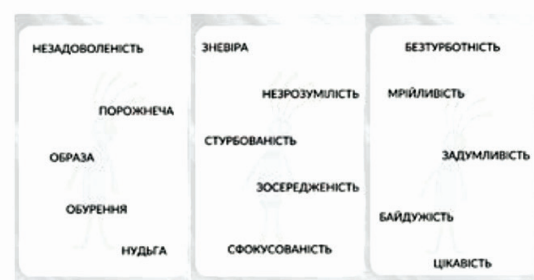 НЕЗАДОВОЛЕНІСТЬ
ПОРОЖНЕЧА
ОБРАЗА
ОБУРЕННЯ
НУДЬГА
ЗНЕВІРА
НЕЗРОЗУМІЛІСТЬ
СТУРБОВАНІСТЬ
ЗОСЕРЕДЖЕНІСТЬ
СФОКУСОВАНІСТЬ
БЕЗТУРБОТНІСТЬ
МРІЙЛИВІСТЬ
ЗАДУМЛИВІСТЬ
БАЙДУЖІСТЬ
ЦІКАВІСТЬ